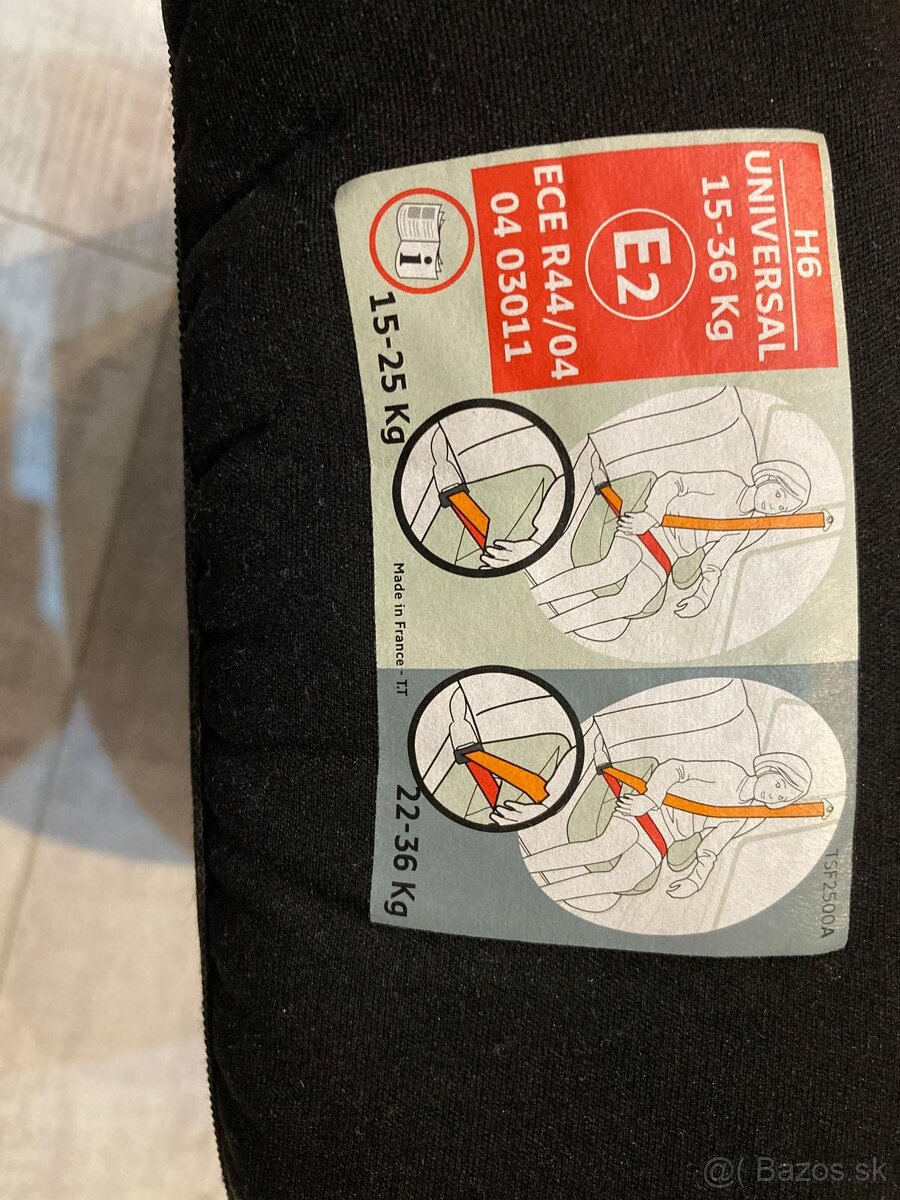 H6
UNIVERSAL
15-36 Kg
E2
ECE R44/04
04 03011
i
15-25 Kg
Made in France - T.T
22-36 Kg
TSF2500A
@( Bazos.sk